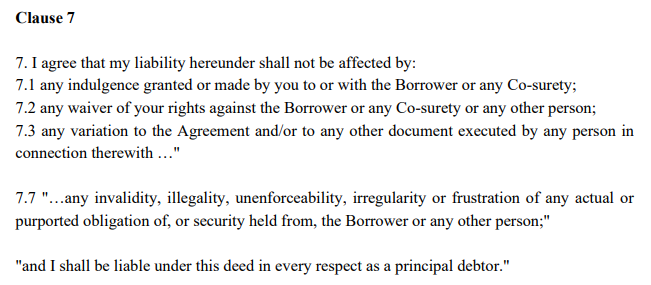 Clause 7
7. I agree that my liability hereunder shall not be affected by:
7.1 any indulgence granted or made by you to or with the Borrower or any Co-surety;
7.2 any waiver of your rights against the Borrower or any Co-surety or any other person;
7.3 any variation to the Agreement and/or to any other document executed by any person in
connection therewith …"
7.7 "…any invalidity, illegality, unenforceability, irregularity or frustration of any actual or
purported obligation of, or security held from, the Borrower or any other person;"
"and I shall be liable under this deed in every respect as a principal debtor."